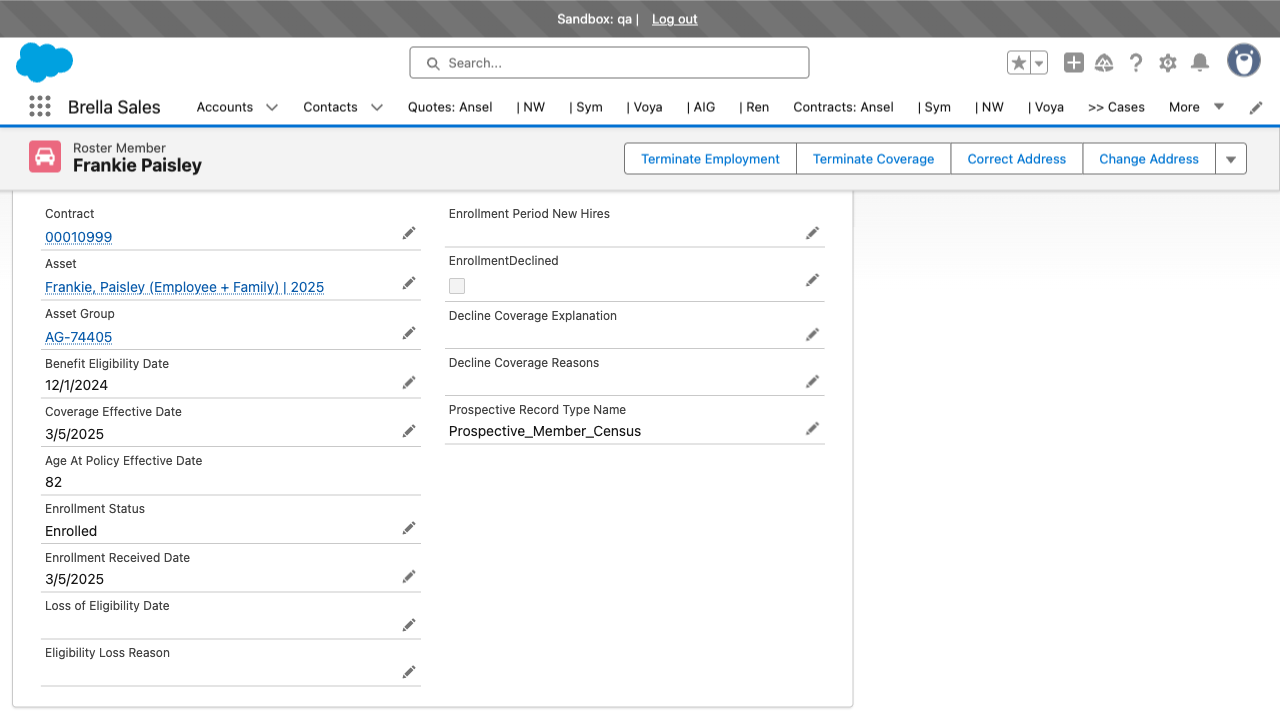 Sandbox: qa | Log out
Search...
Brella Sales
Accounts
Contacts
Quotes: Ansel
| NW
| Sym
| Voya
| AIG
| Ren
Contracts: Ansel
| Sym
| NW
| Voya
>> Cases
More
Roster Member
Frankie Paisley
Terminate Employment
Terminate Coverage
Correct Address
Change Address
Contract
00010999
Asset
Frankie, Paisley (Employee + Family) | 2025
Asset Group
AG-74405
Benefit Eligibility Date
12/1/2024
Coverage Effective Date
3/5/2025
Age At Policy Effective Date
82
Enrollment Status
Enrolled
Enrollment Received Date
3/5/2025
Loss of Eligibility Date
Eligibility Loss Reason
Enrollment Period New Hires
EnrollmentDeclined
Decline Coverage Explanation
Decline Coverage Reasons
Prospective Record Type Name
Prospective_Member_Census